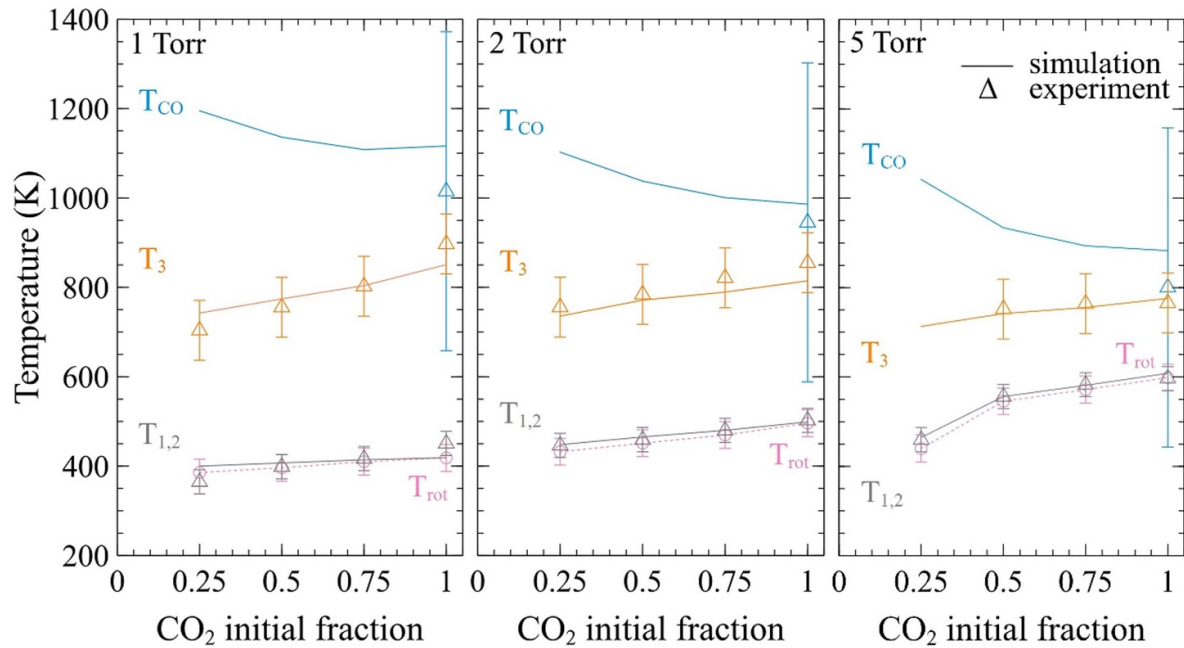 1 Torr
2 Torr
5 Torr
simulation
Δ experiment
1400
1200
1000
800
600
400
200
Temperature (K)
T_CO
T_3
T_1,2
T_rot
T_CO
T_3
T_1,2
T_rot
T_CO
T_3
T_rot
T_1,2
0 0.25 0.5 0.75 1
0 0.25 0.5 0.75 1
0 0.25 0.5 0.75 1
CO₂ initial fraction
CO₂ initial fraction
CO₂ initial fraction